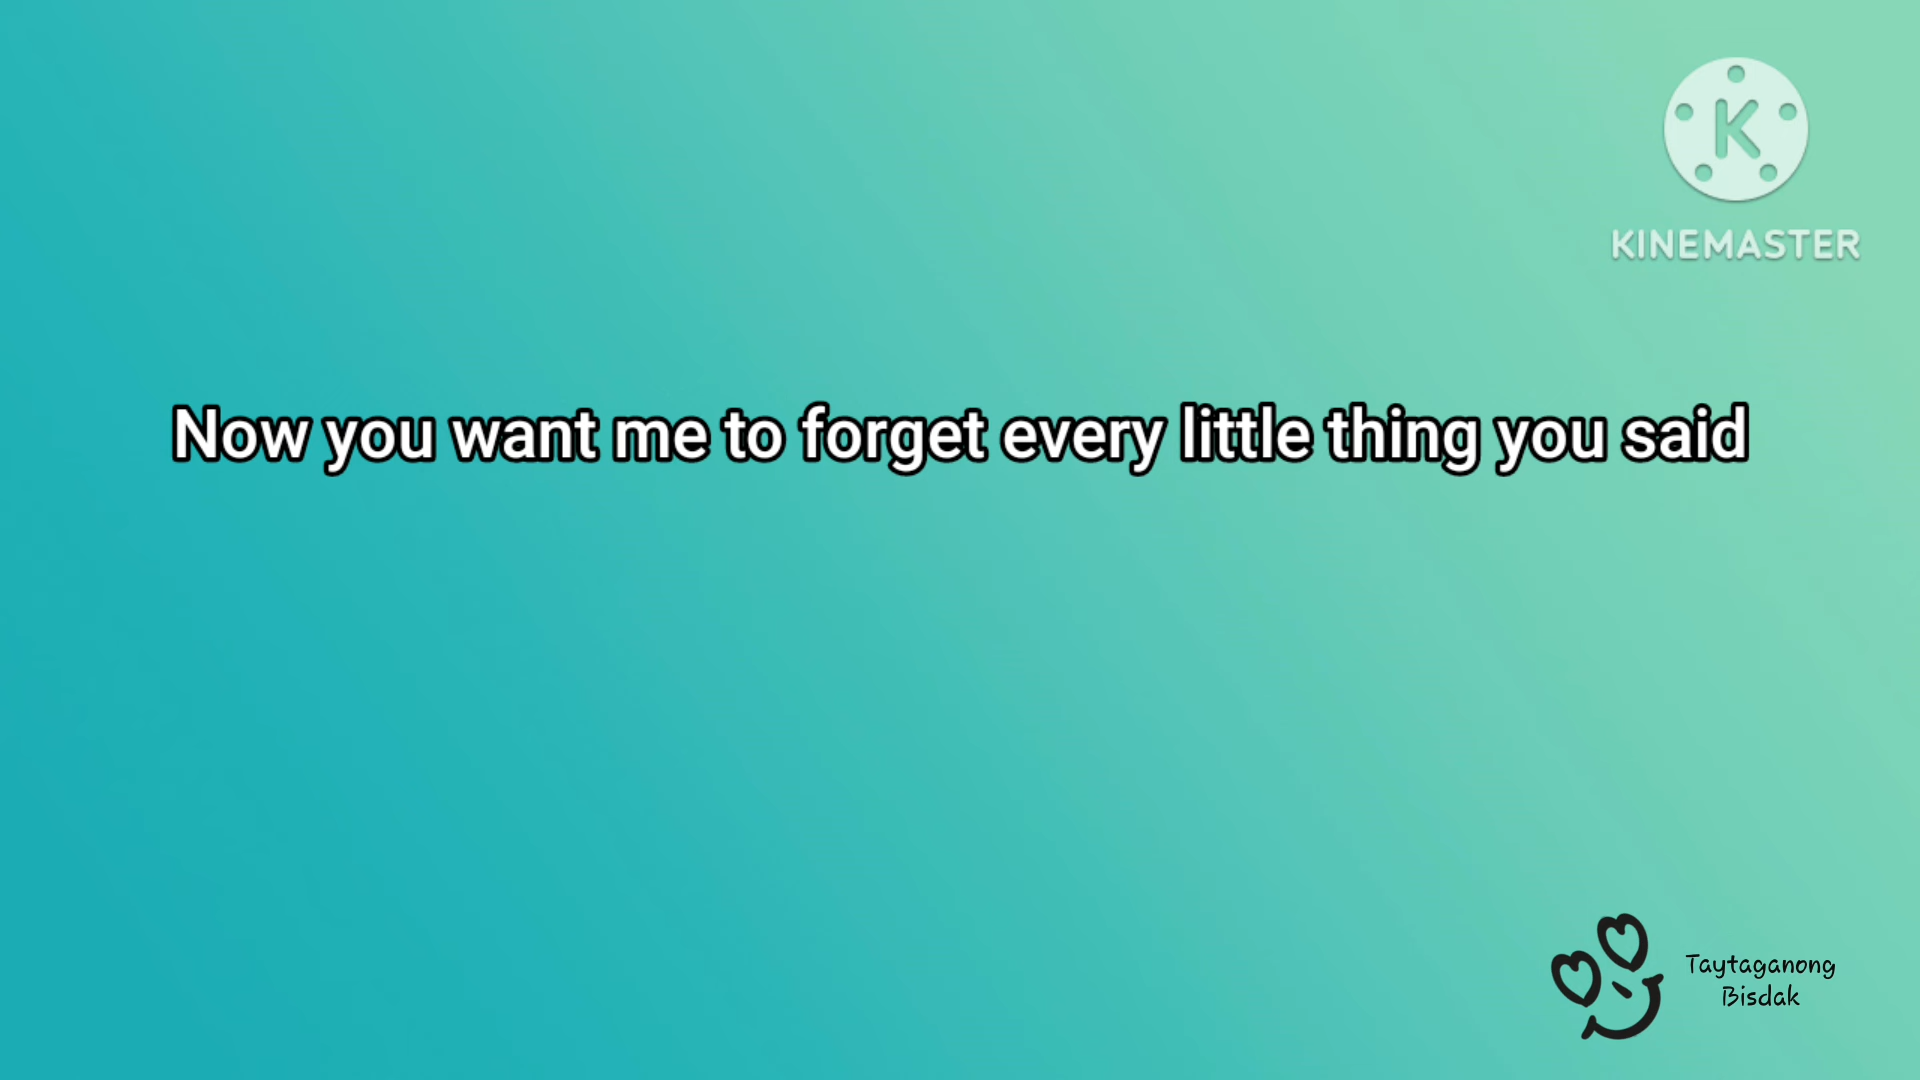 K
KINEMASTER
Now you want me to forget every little thing you said
Taytaganong
Bisdak